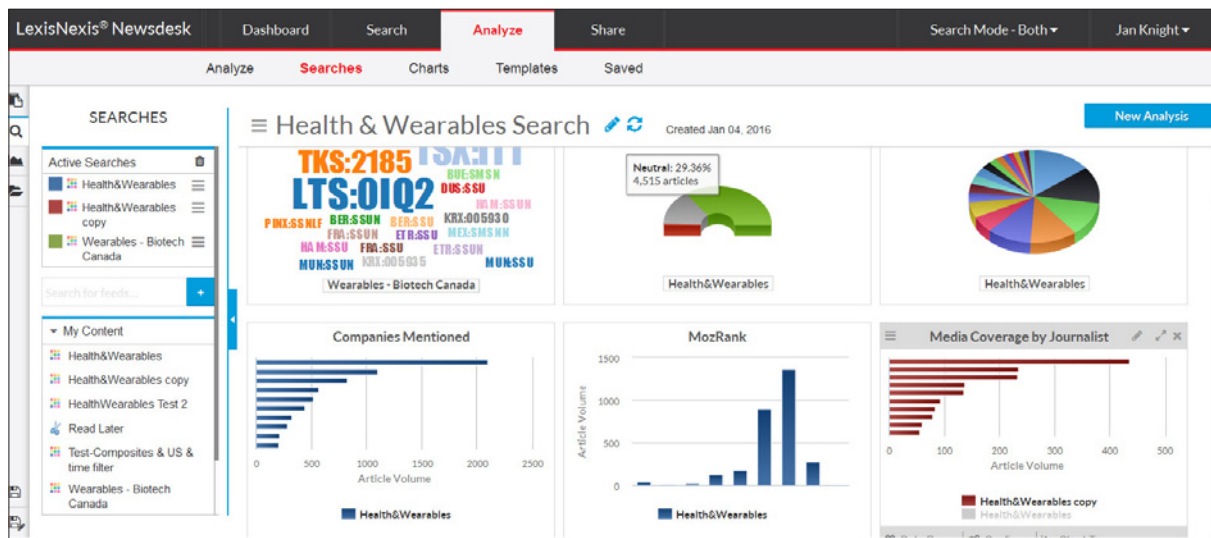 LexisNexis® Newsdesk
Dashboard
Search
Analyze
Share
Search Mode - Both
Jan Knight
Analyze
Searches
Charts
Templates
Saved
SEARCHES
Health & Wearables Search
Created Jan 04, 2016
New Analysis
Active Searches
Health&Wearables
Health&Wearables
copy
Wearables - Biotech
Canada
Search for feeds...
+
My Content
Health&Wearables
Health&Wearables copy
HealthWearables Test 2
Read Later
Test-Composites & US &
time filter
Wearables - Biotech
Canada
TKS:2185
LTS:0IQ2
BUE:SMSN
DUS:SSU
HAM:SSUN
PINX:SSNLF
BER:SSUN
BER:SSU
KRX:005930
FRA:SSUN
ETR:SSU
MEX:SMSNN
HAM:SSU
FRA:SSU
ETR:SSUN
MUN:SSUN
KRX:005935
MUN:SSU
Wearables - Biotech Canada
Neutral: 29.36%
4,515 articles
Health&Wearables
Health&Wearables
Companies Mentioned
0
500
1000
1500
2000
2500
Article Volume
Health&Wearables
MozRank
1500
1000
500
0
Article Volume
Health&Wearables
Media Coverage by Journalist
0
100
200
300
400
500
Article Volume
Health&Wearables copy
Health&Wearables